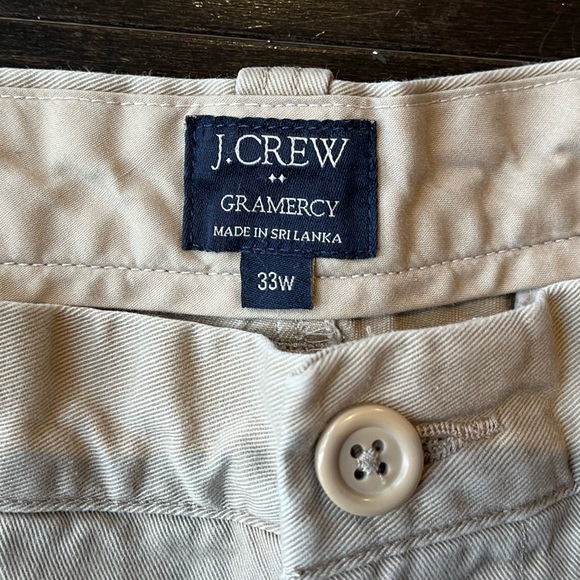 J.CREW
GRAMERCY
MADE IN SRI LANKA
33W